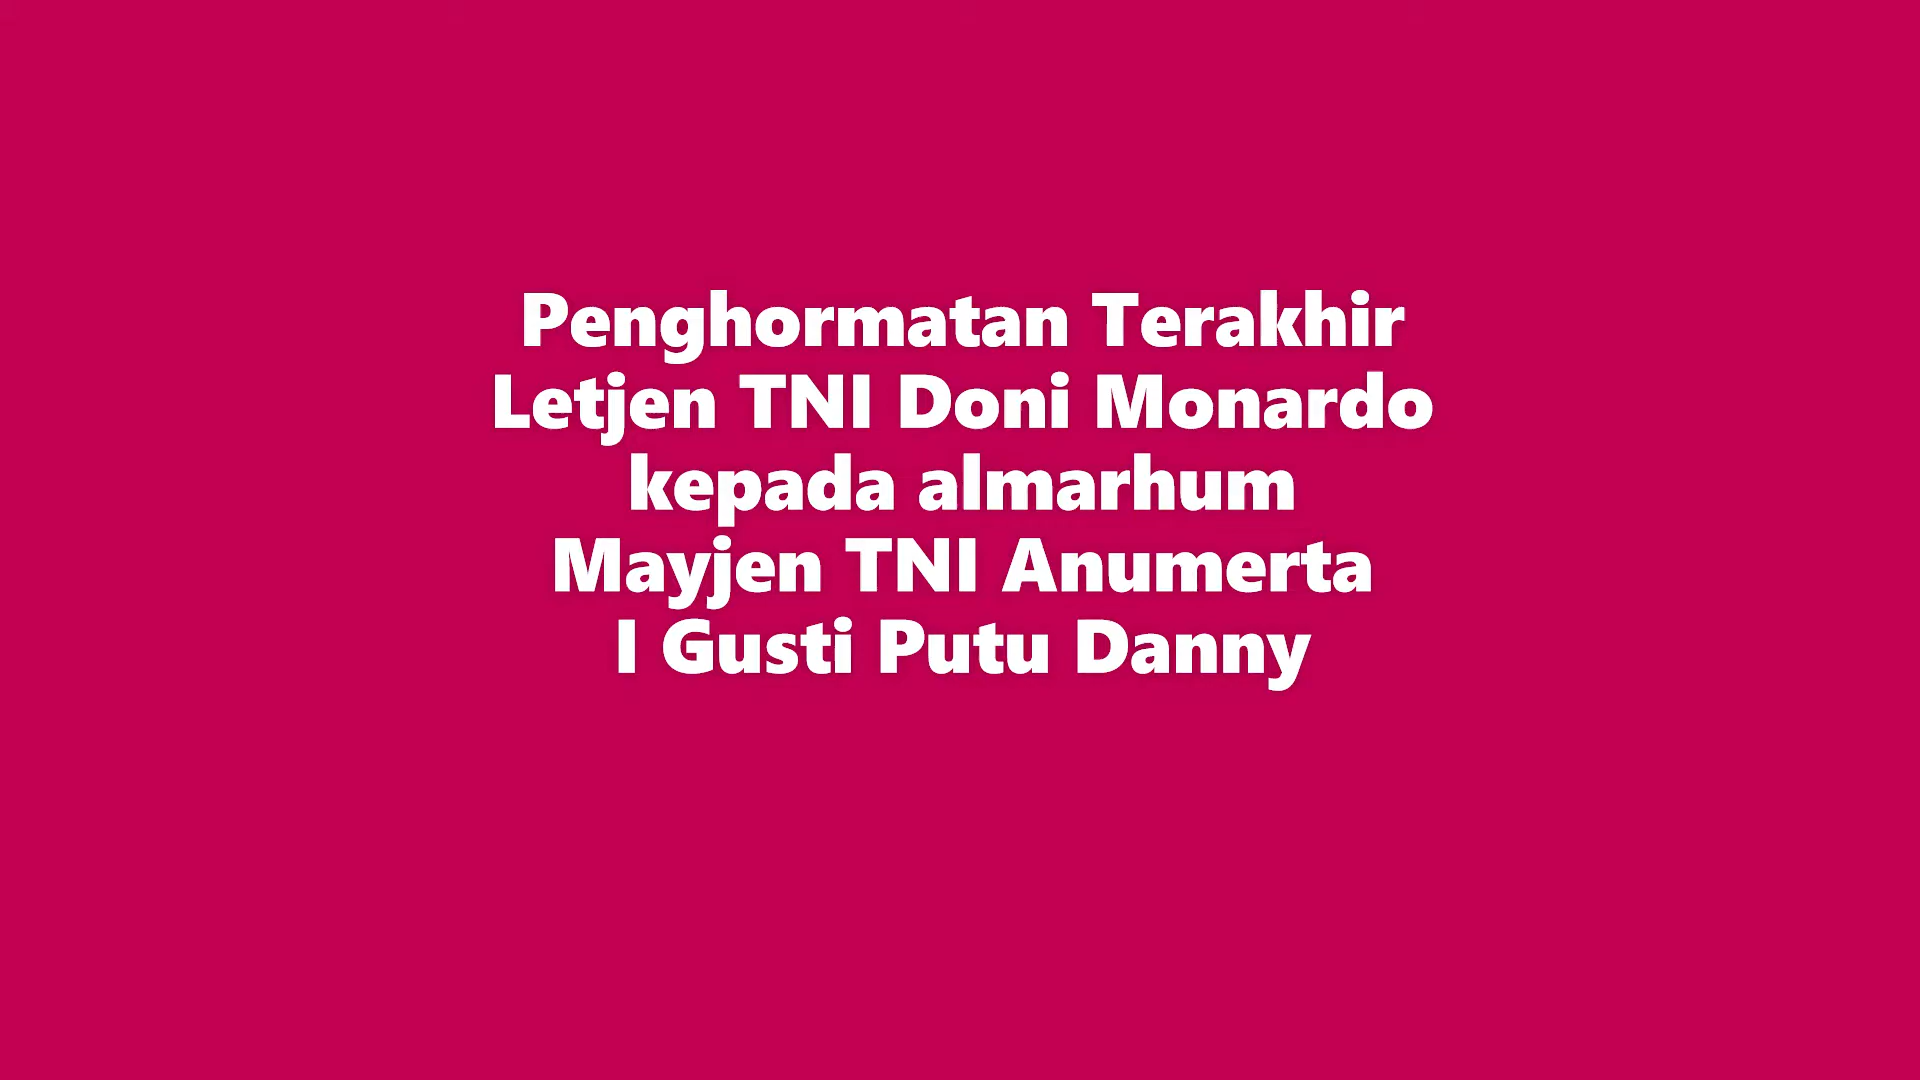 Penghormatan Terakhir
Letjen TNI Doni Monardo
kepada almarhum
Mayjen TNI Anumerta
I Gusti Putu Danny